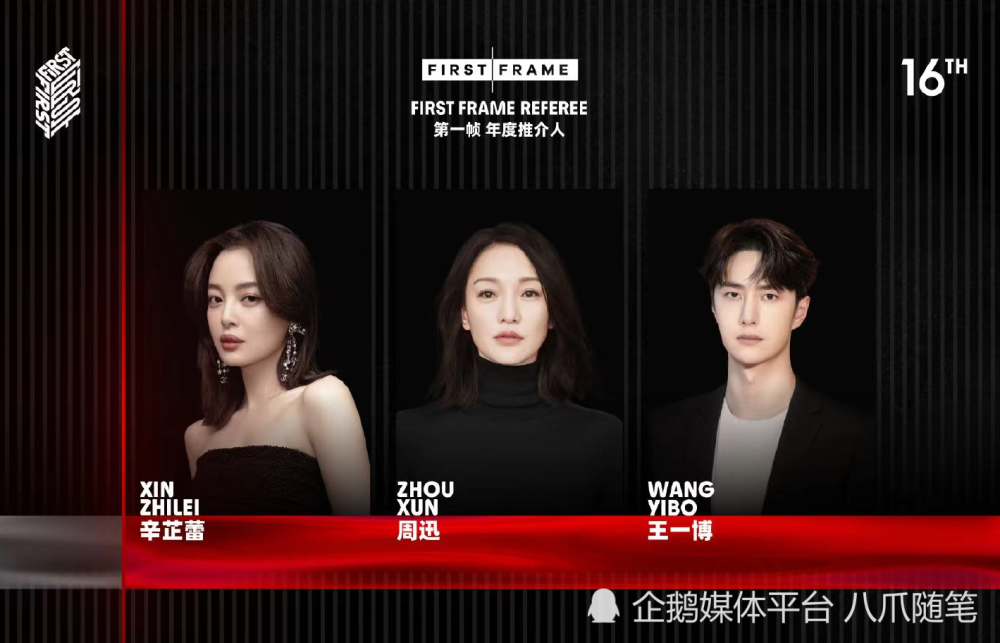 FIRST FRAME
FIRST FRAME REFEREE
第一帧 年度推介人
16TH
XIN
ZHILEI
辛芷蕾
ZHOU
XUN
周迅
WANG
YIBO
王一博
企鹅媒体平台 八爪随笔